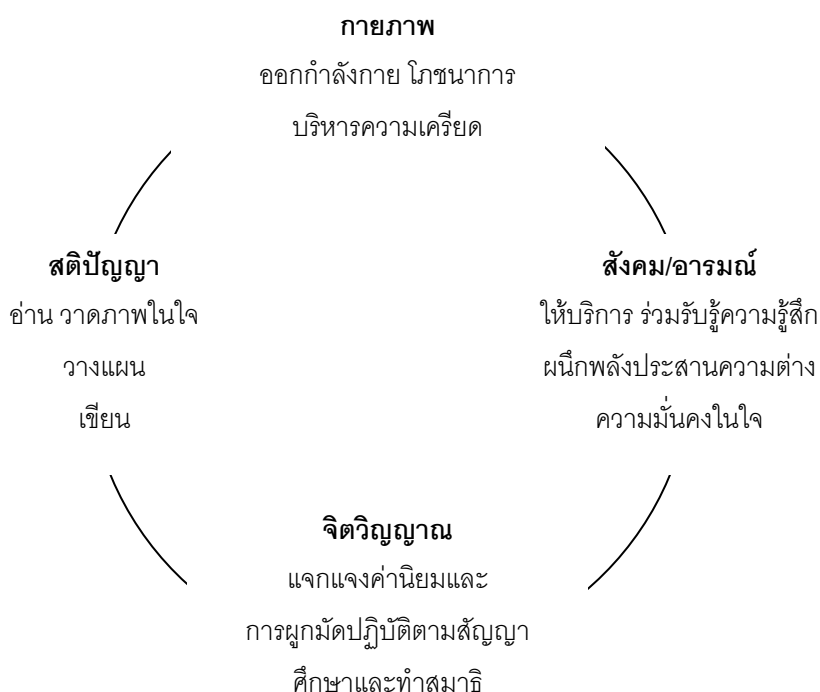 กายภาพ
ออกกำลังกาย โภชนาการ
บริหารความเครียด
สติปัญญา
อ่าน วาดภาพในใจ
วางแผน
เขียน
สังคม/อารมณ์
ให้บริการ ร่วมรับรู้ความรู้สึก
ผนึกพลังประสานความต่าง
ความมั่นคงในใจ
จิตวิญญาณ
แจกแจงค่านิยมและ
การผูกมัดปฏิบัติตามสัญญา
ศึกษาและทำสมาธิ